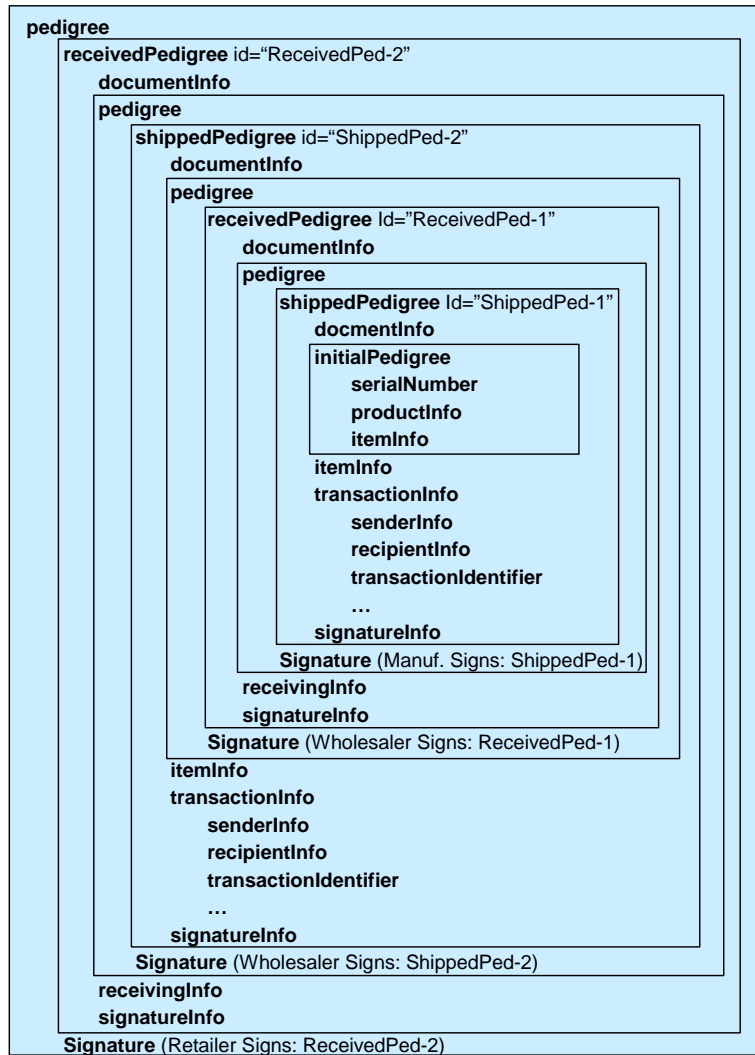 pedigree
receivedPedigree id=“ReceivedPed-2”
documentInfo
pedigree
shippedPedigree id=“ShippedPed-2”
documentInfo
pedigree
receivedPedigree Id=”ReceivedPed-1”
documentInfo
pedigree
shippedPedigree Id=”ShippedPed-1”
docmentInfo
initialPedigree
serialNumber
productInfo
itemInfo
itemInfo
transactionInfo
senderInfo
recipientInfo
transactionIdentifier
…
signatureInfo
Signature (Manuf. Signs: ShippedPed-1)
receivingInfo
signatureInfo
Signature (Wholesaler Signs: ReceivedPed-1)
itemInfo
transactionInfo
senderInfo
recipientInfo
transactionIdentifier
…
signatureInfo
Signature (Wholesaler Signs: ShippedPed-2)
receivingInfo
signatureInfo
Signature (Retailer Signs: ReceivedPed-2)